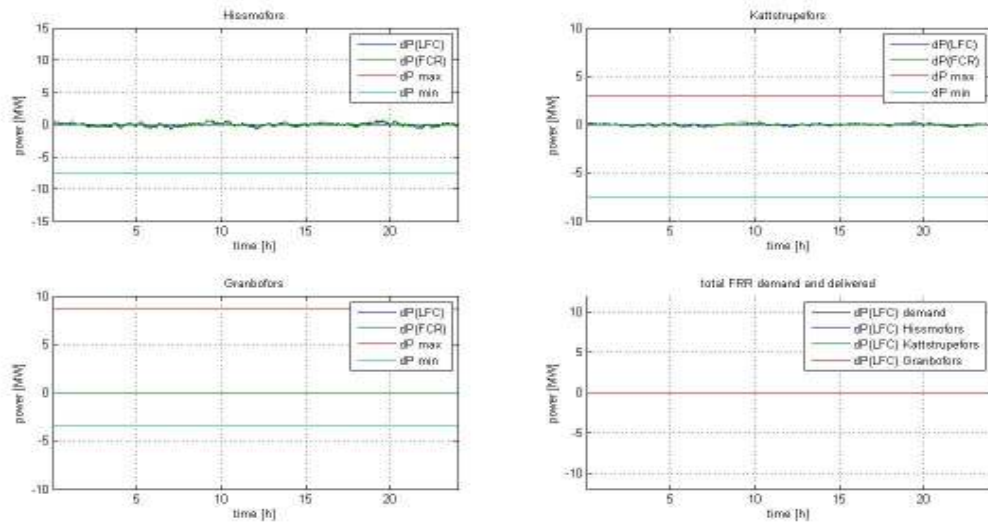 Hissmofors
15
10
5
0
-5
-10
-15
power [MW]
5
10
15
20
time [h]
dP(LFC)
dP(FCR)
dP max
dP min
Kattstrupefors
10
5
0
-5
-10
power [MW]
5
10
15
20
time [h]
dP(LFC)
dP(FCR)
dP max
dP min
Granbofors
10
5
0
-5
-10
power [MW]
5
10
15
20
time [h]
dP(LFC)
dP(FCR)
dP max
dP min
total FRR demand and delivered
10
5
0
-5
-10
power [MW]
5
10
15
20
time [h]
dP(LFC) demand
dP(LFC) Hissmofors
dP(LFC) Kattstrupefors
dP(LFC) Granbofors